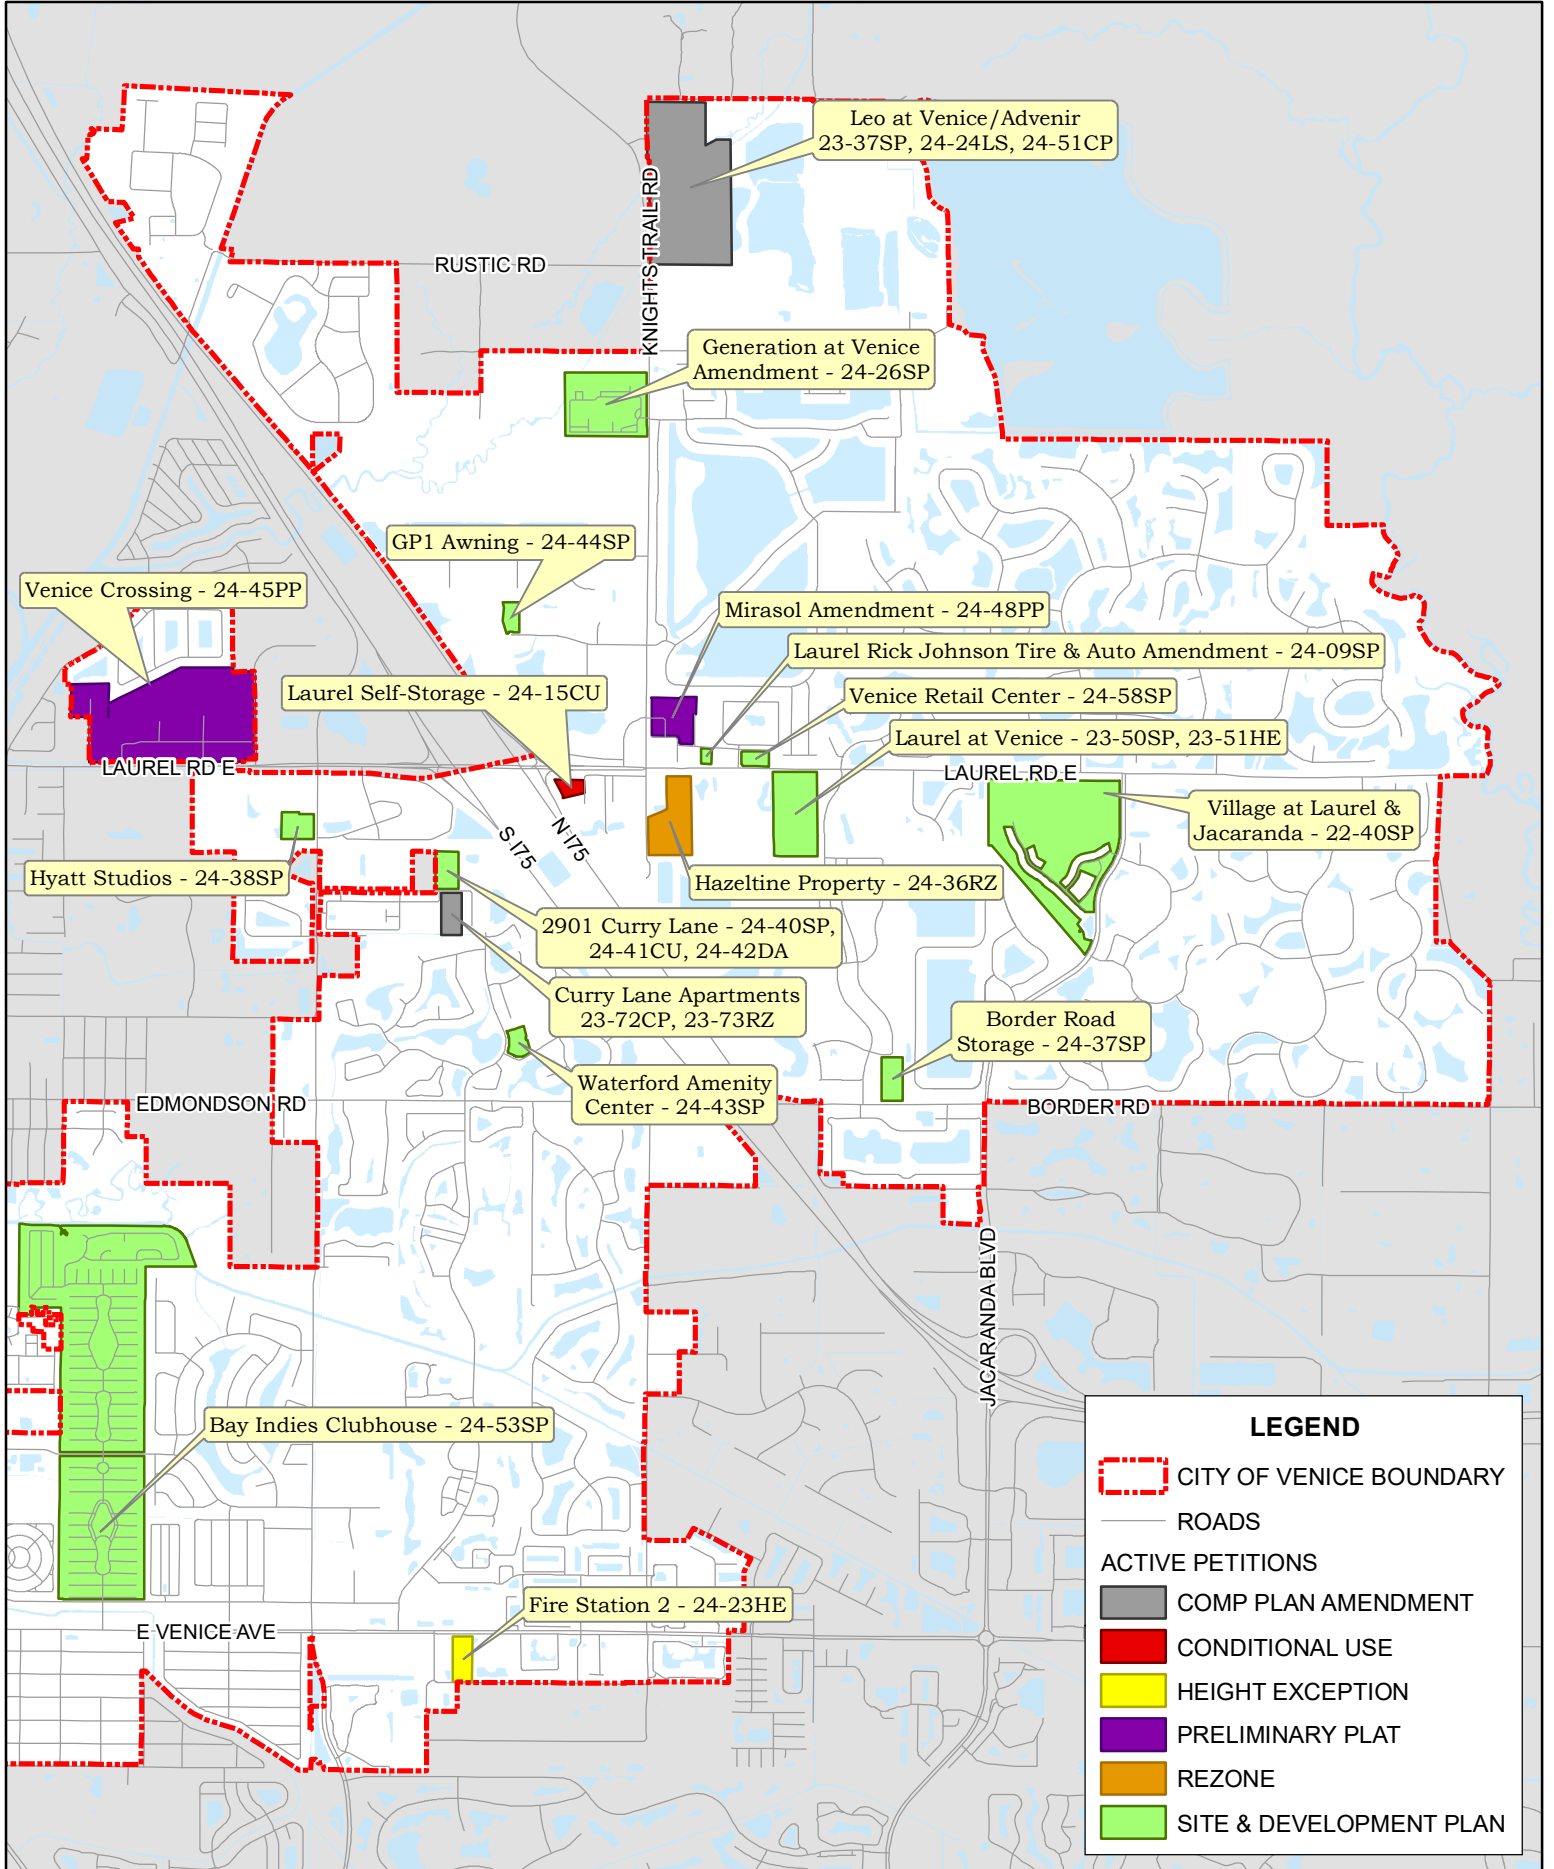 Leo at Venice/Advenir
23-37SP, 24-24LS, 24-51CP
KNIGHTS TRAIL RD
RUSTIC RD
Generation at Venice
Amendment - 24-26SP
GP1 Awning - 24-44SP
Venice Crossing - 24-45PP
Mirasol Amendment - 24-48PP
Laurel Rick Johnson Tire & Auto Amendment - 24-09SP
Laurel Self-Storage - 24-15CU
Venice Retail Center - 24-58SP
Laurel at Venice - 23-50SP, 23-51HE
LAUREL RD E
LAUREL RD E
Village at Laurel &
Jacaranda - 22-40SP
S I75
N I75
Hyatt Studios - 24-38SP
Hazeltine Property - 24-36RZ
2901 Curry Lane - 24-40SP,
24-41CU, 24-42DA
Curry Lane Apartments
23-72CP, 23-73RZ
Border Road
Storage - 24-37SP
Waterford Amenity
Center - 24-43SP
EDMONDSON RD
BORDER RD
JACARANDA BLVD
Bay Indies Clubhouse - 24-53SP
Fire Station 2 - 24-23HE
E VENICE AVE
LEGEND
CITY OF VENICE BOUNDARY
ROADS
ACTIVE PETITIONS
COMP PLAN AMENDMENT
CONDITIONAL USE
HEIGHT EXCEPTION
PRELIMINARY PLAT
REZONE
SITE & DEVELOPMENT PLAN